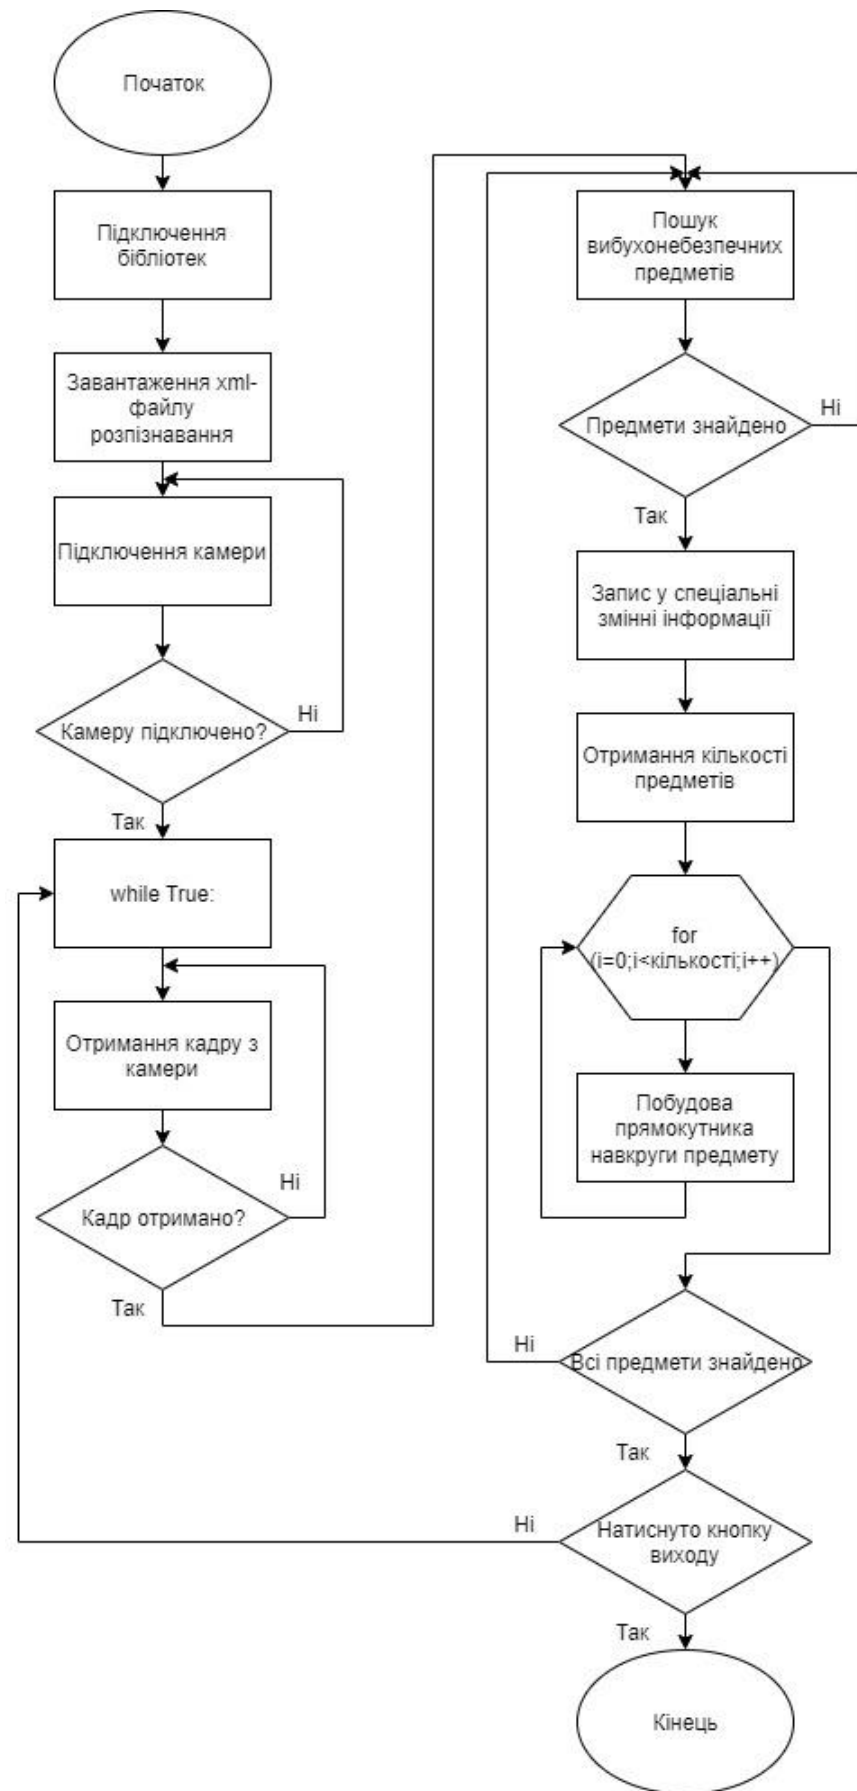 Початок
Підключення
бібліотек
Завантаження xml-
файлу
розпізнавання
Підключення камери
Камеру підключено?
Ні
Так
while True:
Отримання кадру з
камери
Кадр отримано?
Ні
Так
Пошук
вибухонебезпечних
предметів
Предмети знайдено
Ні
Так
Запис у спеціальні
змінні інформації
Отримання кількості
предметів
for
(i=0;i<кількості;i++)
Побудова
прямокутника
навкруги предмету
Всі предмети знайдено
Ні
Так
Натиснуто кнопку
виходу
Ні
Так
Кінець